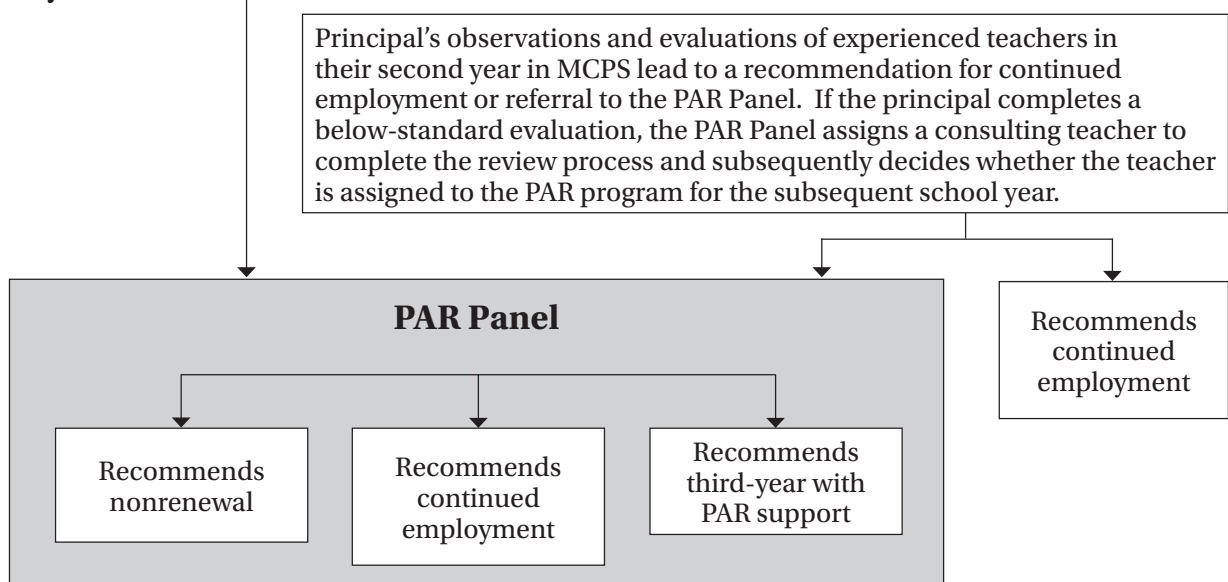 Principal’s observations and evaluations of experienced teachers in
their second year in MCPS lead to a recommendation for continued
employment or referral to the PAR Panel.  If the principal completes a
below-standard evaluation, the PAR Panel assigns a consulting teacher to
complete the review process and subsequently decides whether the teacher
is assigned to the PAR program for the subsequent school year.
PAR Panel
Recommends
continued
employment
Recommends
nonrenewal
Recommends
continued
employment
Recommends
third-year with
PAR support